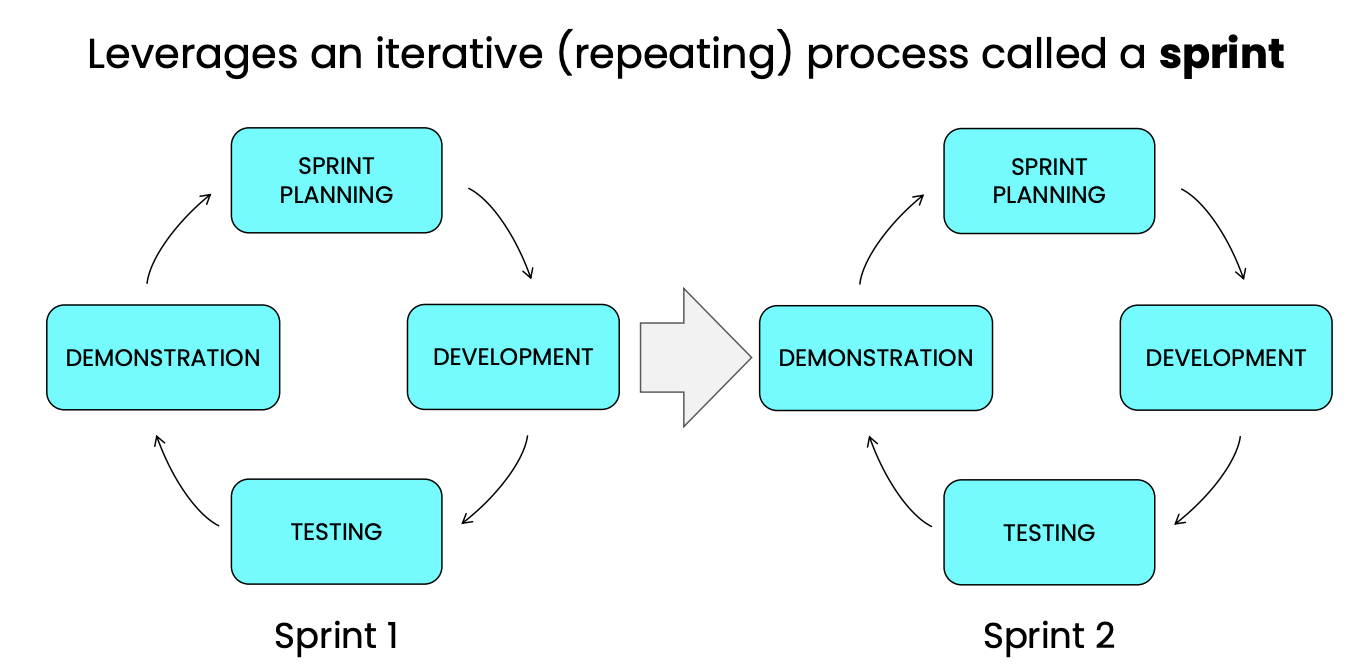 Leverages an iterative (repeating) process called a sprint
SPRINT
PLANNING
DEMONSTRATION
DEVELOPMENT
TESTING
Sprint 1
SPRINT
PLANNING
DEMONSTRATION
DEVELOPMENT
TESTING
Sprint 2